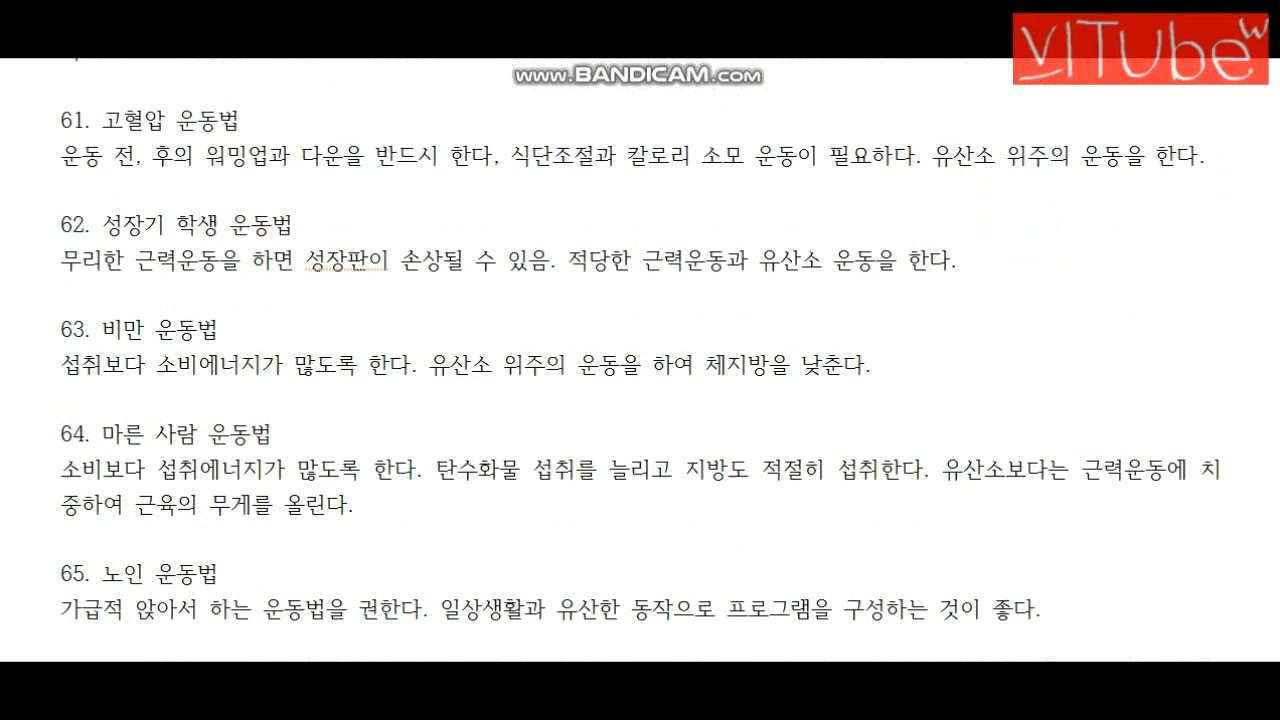 VITube W
www.BANDICAM.com
61. 고혈압 운동법
운동 전, 후의 워밍업과 다운을 반드시 한다, 식단조절과 칼로리 소모 운동이 필요하다. 유산소 위주의 운동을 한다.
62. 성장기 학생 운동법
무리한 근력운동을 하면 성장판이 손상될 수 있음. 적당한 근력운동과 유산소 운동을 한다.
63. 비만 운동법
섭취보다 소비에너지가 많도록 한다. 유산소 위주의 운동을 하여 체지방을 낮춘다.
64. 마른 사람 운동법
소비보다 섭취에너지가 많도록 한다. 탄수화물 섭취를 늘리고 지방도 적절히 섭취한다. 유산소보다는 근력운동에 치
중하여 근육의 무게를 올린다.
65. 노인 운동법
가급적 앉아서 하는 운동법을 권한다. 일상생활과 유산한 동작으로 프로그램을 구성하는 것이 좋다.